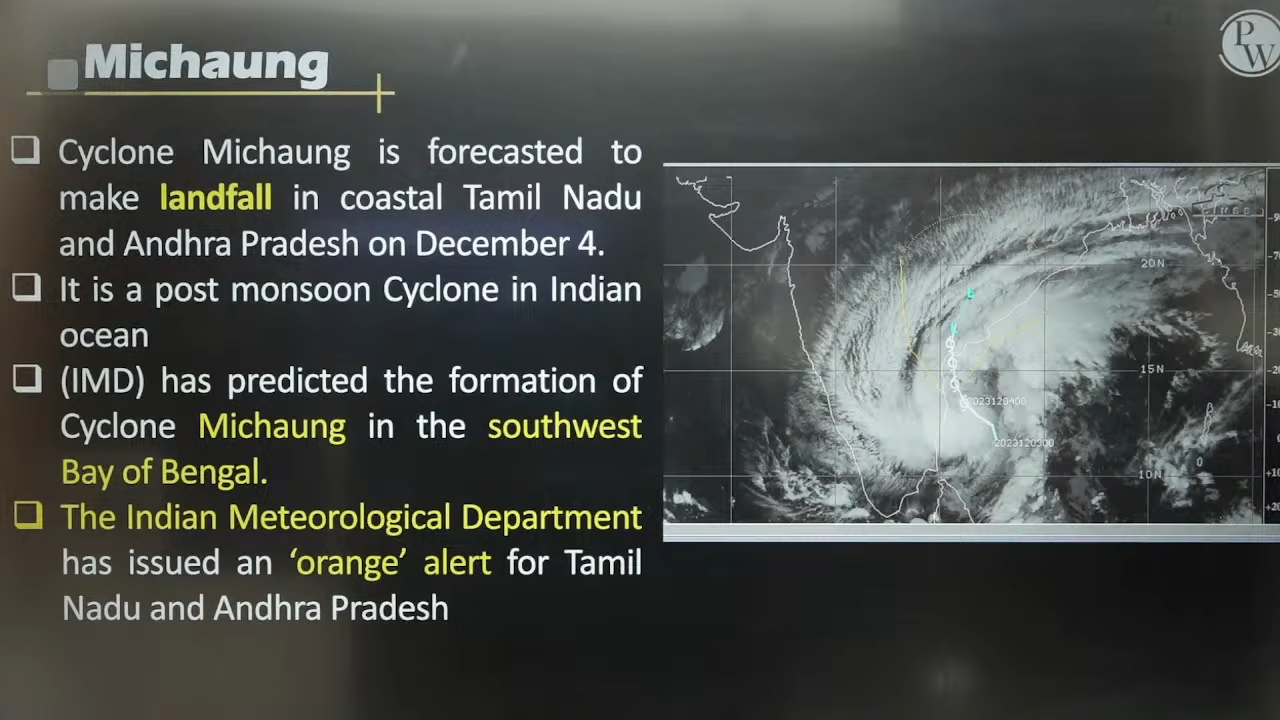 Michaung
PW
Cyclone Michaung is forecasted to
make landfall in coastal Tamil Nadu
and Andhra Pradesh on December 4.
It is a post monsoon Cyclone in Indian
ocean
(IMD) has predicted the formation of
Cyclone Michaung in the southwest
Bay of Bengal.
The Indian Meteorological Department
has issued an ‘orange’ alert for Tamil
Nadu and Andhra Pradesh
20N
15N
2023120400
2023120300
10N